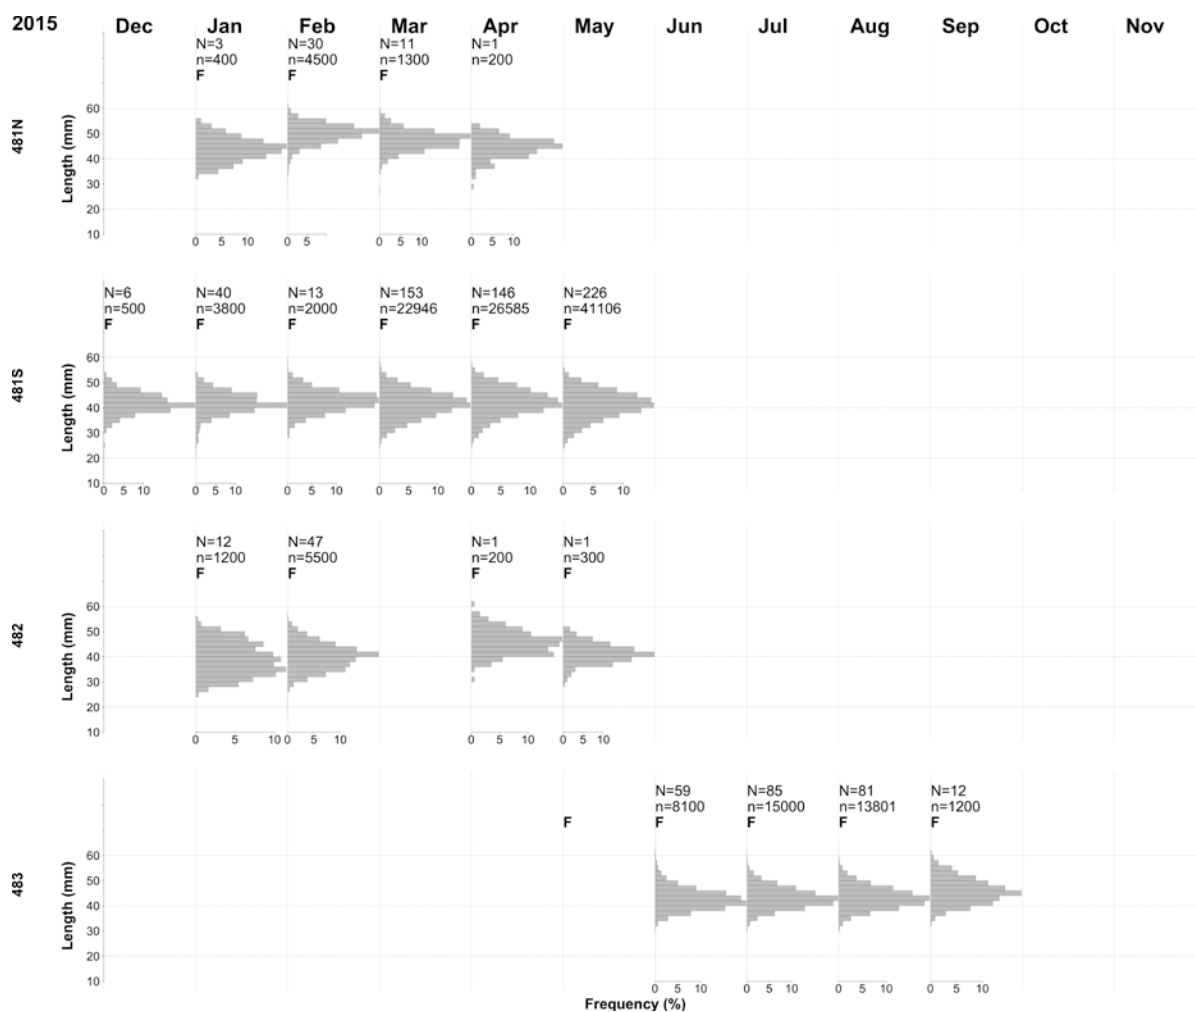 2015 Dec Jan Feb Mar Apr May Jun Jul Aug Sep Oct Nov
N=3 N=30 N=11 N=1
n=400 n=4500 n=1300 n=200
F F F F
481N
Length (mm)
60
50
40
30
20
10
0 5 10 0 5 0 5 10 0 5 10
N=6 N=40 N=13 N=153 N=146 N=226
n=500 n=3800 n=2000 n=22946 n=26585 n=41106
F F F F F F
481S
Length (mm)
60
50
40
30
20
10
0 5 10 0 5 10 0 5 10 0 5 10 0 5 10 0 5 10
N=12 N=47 N=1 N=1
n=1200 n=5500 n=200 n=300
F F F F
482
Length (mm)
60
50
40
30
20
10
0 5 10 0 5 10 0 5 10 0 5 10
N=59 N=85 N=81 N=12
n=8100 n=15000 n=13801 n=1200
F F F F F
483
Length (mm)
60
50
40
30
20
10
0 5 10 0 5 10 0 5 10 0 5 10
Frequency (%)